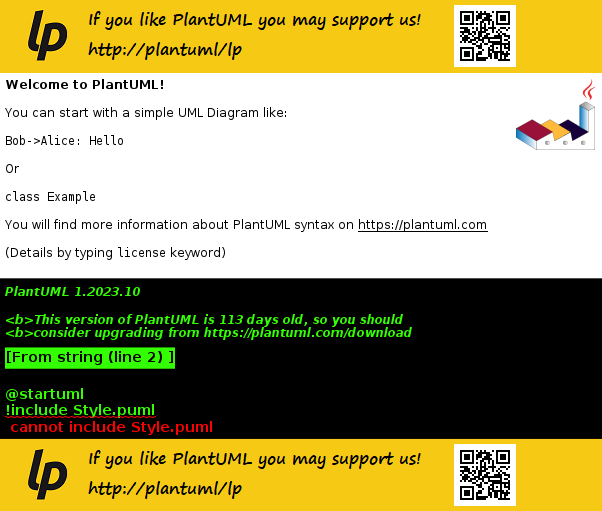 lp If you like PlantUML you may support us!
http://plantuml/lp
Welcome to PlantUML!
You can start with a simple UML Diagram like:
Bob->Alice: Hello
Or
class Example
You will find more information about PlantUML syntax on https://plantuml.com
(Details by typing license keyword)
PlantUML 1.2023.10
<b>This version of PlantUML is 113 days old, so you should
<b>consider upgrading from https://plantuml.com/download
[From string (line 2) ]
@startuml
!include Style.puml
cannot include Style.puml
lp If you like PlantUML you may support us!
http://plantuml/lp